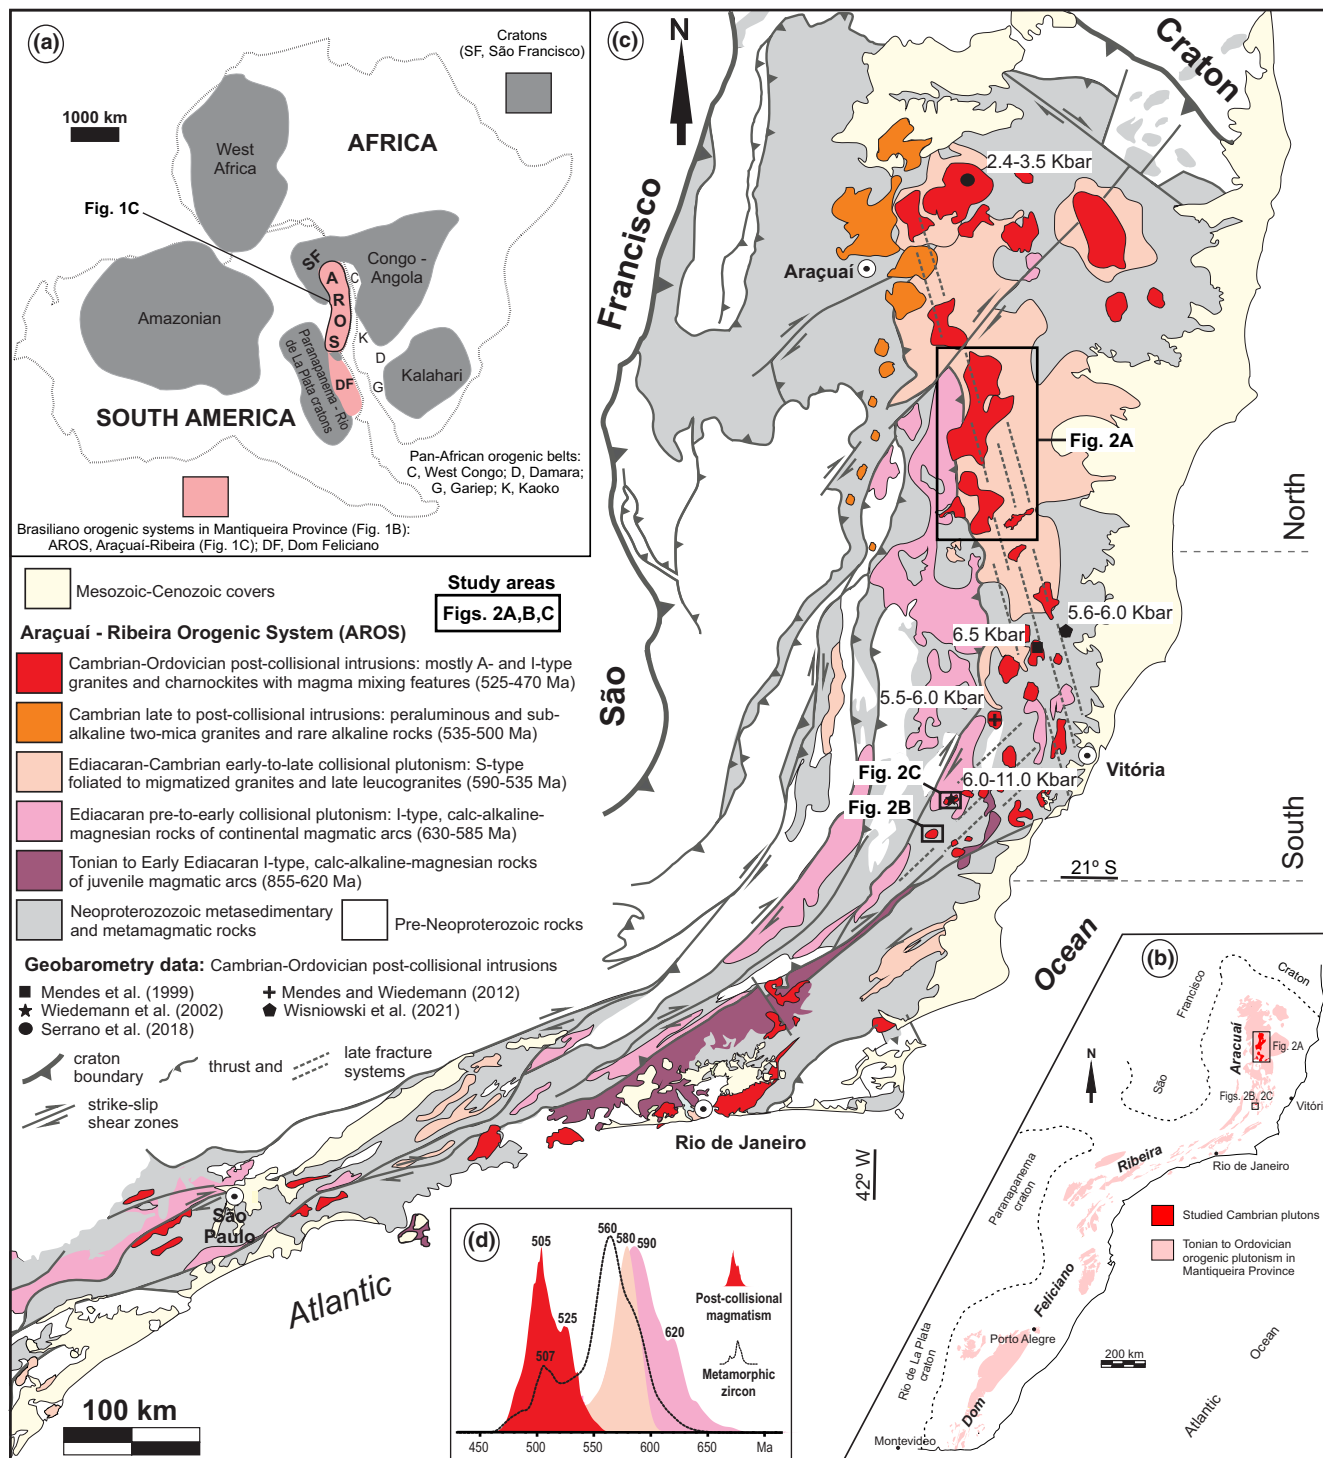 (a)
Cratons
(SF, São Francisco)
1000 km
AFRICA
West
Africa
Fig. 1C
SF
Congo -
Angola
C
A
R
O
S
Amazonian
K
D
G
Kalahari
DF
Paranapanema - Rio
de La Plata cratons
SOUTH AMERICA
Pan-African orogenic belts:
C, West Congo; D, Damara;
G, Gariep; K, Kaoko
Brasiliano orogenic systems in Mantiqueira Province (Fig. 1B):
AROS, Araçuaí-Ribeira (Fig. 1C); DF, Dom Feliciano
Mesozoic-Cenozoic covers
Study areas
Figs. 2A,B,C
Araçuaí - Ribeira Orogenic System (AROS)
Cambrian-Ordovician post-collisional intrusions: mostly A- and I-type
granites and charnockites with magma mixing features (525-470 Ma)
Cambrian late to post-collisional intrusions: peraluminous and sub-
alkaline two-mica granites and rare alkaline rocks (535-500 Ma)
Ediacaran-Cambrian early-to-late collisional plutonism: S-type
foliated to migmatized granites and late leucogranites (590-535 Ma)
Ediacaran pre-to-early collisional plutonism: I-type, calc-alkaline-
magnesian rocks of continental magmatic arcs (630-585 Ma)
Tonian to Early Ediacaran I-type, calc-alkaline-magnesian rocks
of juvenile magmatic arcs (855-620 Ma)
Neoproterozozoic metasedimentary
and metamagmatic rocks
Pre-Neoproterozoic rocks
Geobarometry data: Cambrian-Ordovician post-collisional intrusions
Mendes et al. (1999)
Mendes and Wiedemann (2012)
Wiedemann et al. (2002)
Wisniowski et al. (2021)
Serrano et al. (2018)
craton
boundary
thrust and
late fracture
systems
strike-slip
shear zones
(c)
N
Craton
Francisco
São
2.4-3.5 Kbar
Araçuaí
Fig. 2A
North
5.6-6.0 Kbar
6.5 Kbar
5.5-6.0 Kbar
Vitória
Fig. 2C
6.0-11.0 Kbar
Fig. 2B
South
21º S
Ocean
Rio de Janeiro
42º W
São
Paulo
Atlantic
100 km
(d)
505
525
507
560
580
590
620
Post-collisional
magmatism
Metamorphic
zircon
450
500
550
600
650
Ma
(b)
Francisco
Craton
N
São
Aracuaí
Fig. 2A
Figs. 2B, 2C
Vitória
Ribeira
Rio de Janeiro
Paranapanema
craton
Studied Cambrian plutons
Tonian to Ordovician
orogenic plutonism in
Mantiqueira Province
Feliciano
Porto Alegre
Rio de La Plata
craton
200 km
Dom
Ocean
Atlantic
Montevideo